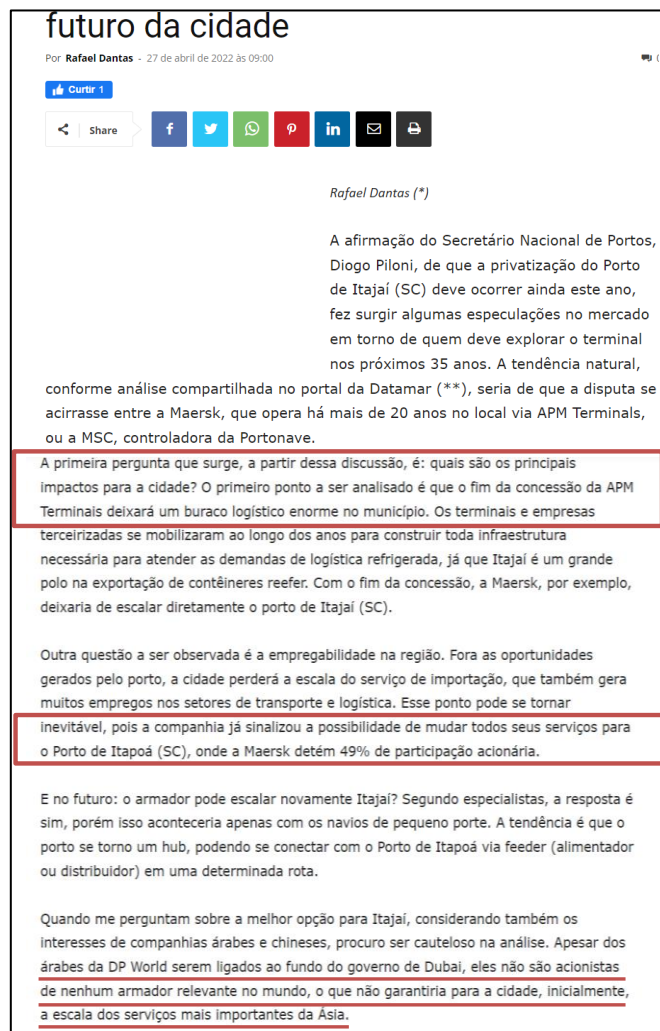 futuro da cidade
Por Rafael Dantas - 27 de abril de 2022 às 09:00
Curtir 1
Share
Rafael Dantas (*)
A afirmação do Secretário Nacional de Portos,
Diogo Piloni, de que a privatização do Porto
de Itajaí (SC) deve ocorrer ainda este ano,
fez surgir algumas especulações no mercado
em torno de quem deve explorar o terminal
nos próximos 35 anos. A tendência natural,
conforme análise compartilhada no portal da Datamar (**), seria de que a disputa se
acirrasse entre a Maersk, que opera há mais de 20 anos no local via APM Terminals,
ou a MSC, controladora da Portonave.
A primeira pergunta que surge, a partir dessa discussão, é: quais são os principais
impactos para a cidade? O primeiro ponto a ser analisado é que o fim da concessão da APM
Terminais deixará um buraco logístico enorme no município. Os terminais e empresas
terceirizadas se mobilizaram ao longo dos anos para construir toda infraestrutura
necessária para atender as demandas de logística refrigerada, já que Itajaí é um grande
polo na exportação de contêineres reefer. Com o fim da concessão, a Maersk, por exemplo,
deixaria de escalar diretamente o porto de Itajaí (SC).
Outra questão a ser observada é a empregabilidade na região. Fora as oportunidades
gerados pelo porto, a cidade perderá a escala do serviço de importação, que também gera
muitos empregos nos setores de transporte e logística. Esse ponto pode se tornar
inevitável, pois a companhia já sinalizou a possibilidade de mudar todos seus serviços para
o Porto de Itapoá (SC), onde a Maersk detém 49% de participação acionária.
E no futuro: o armador pode escalar novamente Itajaí? Segundo especialistas, a resposta é
sim, porém isso aconteceria apenas com os navios de pequeno porte. A tendência é que o
porto se torno um hub, podendo se conectar com o Porto de Itapoá via feeder (alimentador
ou distribuidor) em uma determinada rota.
Quando me perguntam sobre a melhor opção para Itajaí, considerando também os
interesses de companhias árabes e chineses, procuro ser cauteloso na análise. Apesar dos
árabes da DP World serem ligados ao fundo do governo de Dubai, eles não são acionistas
de nenhum armador relevante no mundo, o que não garantiria para a cidade, inicialmente,
a escala dos serviços mais importantes da Ásia.